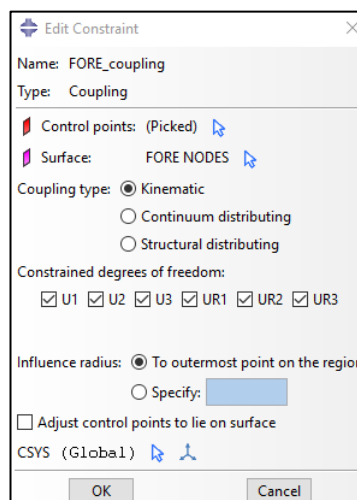 Edit Constraint
Name: FORE_coupling
Type: Coupling
Control points: (Picked)
Surface: FORE NODES
Coupling type: Kinematic
Continuum distributing
Structural distributing
Constrained degrees of freedom:
U1 U2 U3 UR1 UR2 UR3
Influence radius: To outermost point on the region
Specify:
Adjust control points to lie on surface
CSYS (Global)
OK Cancel